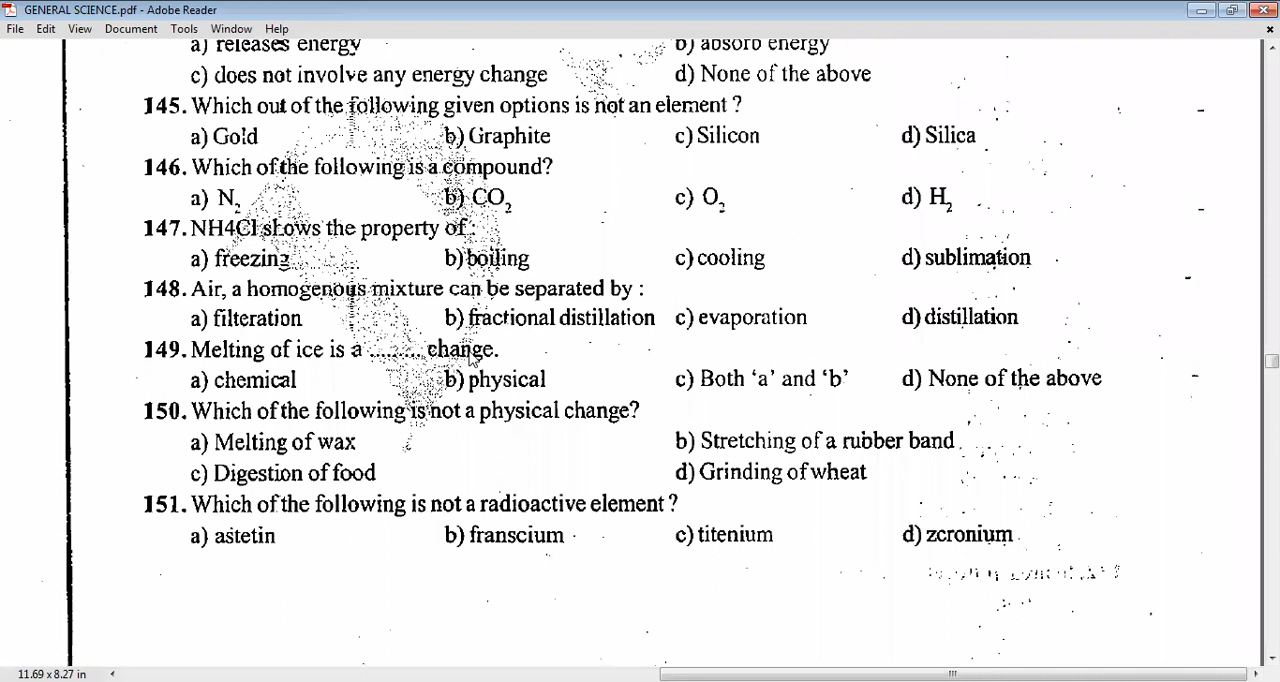 GENERAL SCIENCE.pdf - Adobe Reader
File Edit View Document Tools Window Help
a) releases energy b) absorb energy
c) does not involve any energy change d) None of the above
145. Which out of the following given options is not an element ?
a) Gold b) Graphite c) Silicon d) Silica
146. Which of the following is a compound?
a) N2 b) CO2 c) O2 d) H2
147. NH4Cl shows the property of :
a) freezing b) boiling c) cooling d) sublimation
148. Air, a homogenous mixture can be separated by :
a) filteration b) fractional distillation c) evaporation d) distillation
149. Melting of ice is a ......... change.
a) chemical b) physical c) Both ‘a’ and ‘b’ d) None of the above
150. Which of the following is not a physical change?
a) Melting of wax b) Stretching of a rubber band
c) Digestion of food d) Grinding of wheat
151. Which of the following is not a radioactive element ?
a) astetin b) franscium c) titenium d) zcronium
11.69 x 8.27 in